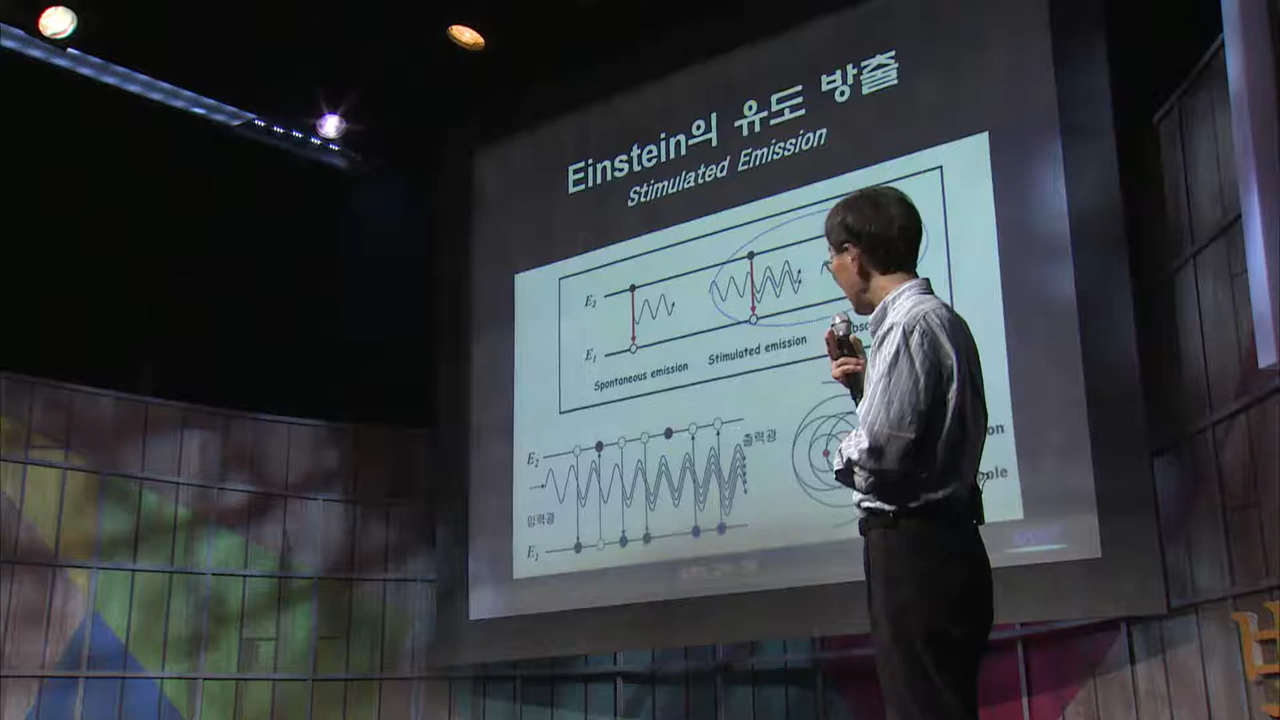 Einstein의 유도 방출
Stimulated Emission
E₂
E₁
Spontaneous emission
Stimulated emission
E₂
출력광
입력광
E₁